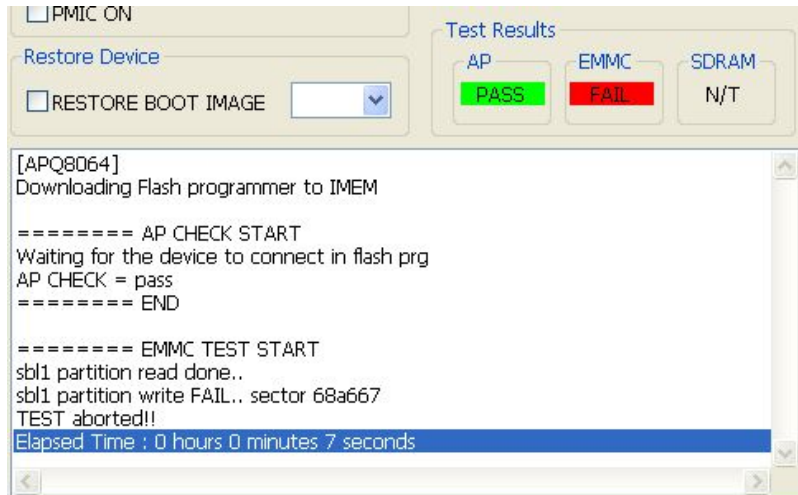 PMIC ON
Test Results
Restore Device
AP
EMMC
SDRAM
RESTORE BOOT IMAGE
PASS
FAIL
N/T
[APQ8064]
Downloading Flash programmer to IMEM
======== AP CHECK START
Waiting for the device to connect in flash prg
AP CHECK = pass
======== END
======== EMMC TEST START
sbl1 partition read done..
sbl1 partition write FAIL.. sector 68a667
TEST aborted!!
Elapsed Time : 0 hours 0 minutes 7 seconds